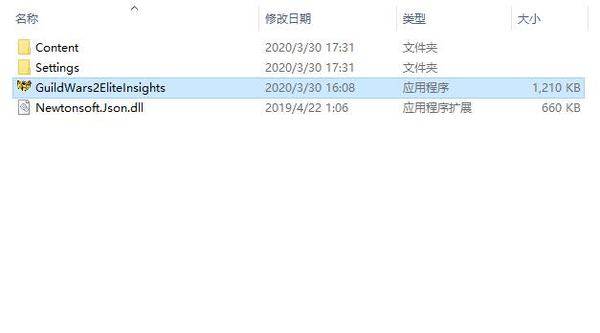 名称 修改日期 类型 大小
Content 2020/3/30 17:31 文件夹
Settings 2020/3/30 17:31 文件夹
GuildWars2EliteInsights 2020/3/30 16:08 应用程序 1,210 KB
Newtonsoft.Json.dll 2019/4/22 1:06 应用程序扩展 660 KB